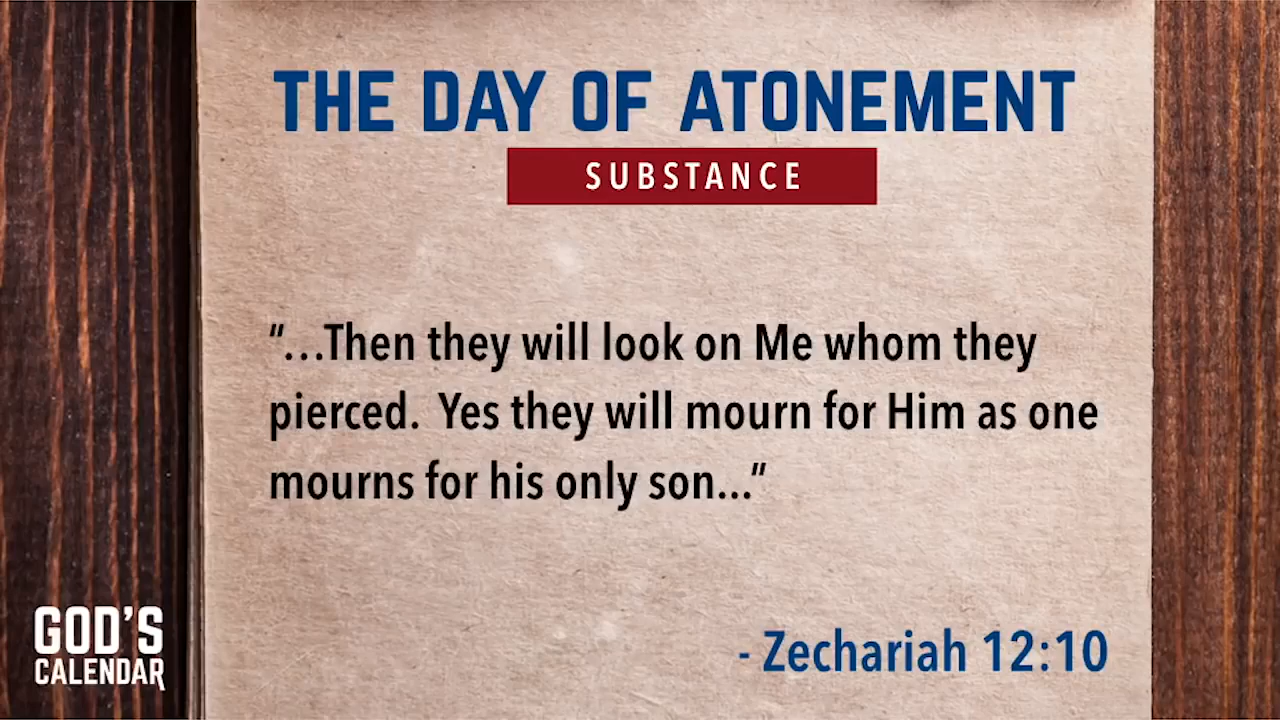 THE DAY OF ATONEMENT
SUBSTANCE
“...Then they will look on Me whom they
pierced.  Yes they will mourn for Him as one
mourns for his only son...”
- Zechariah 12:10
GOD'S
CALENDAR